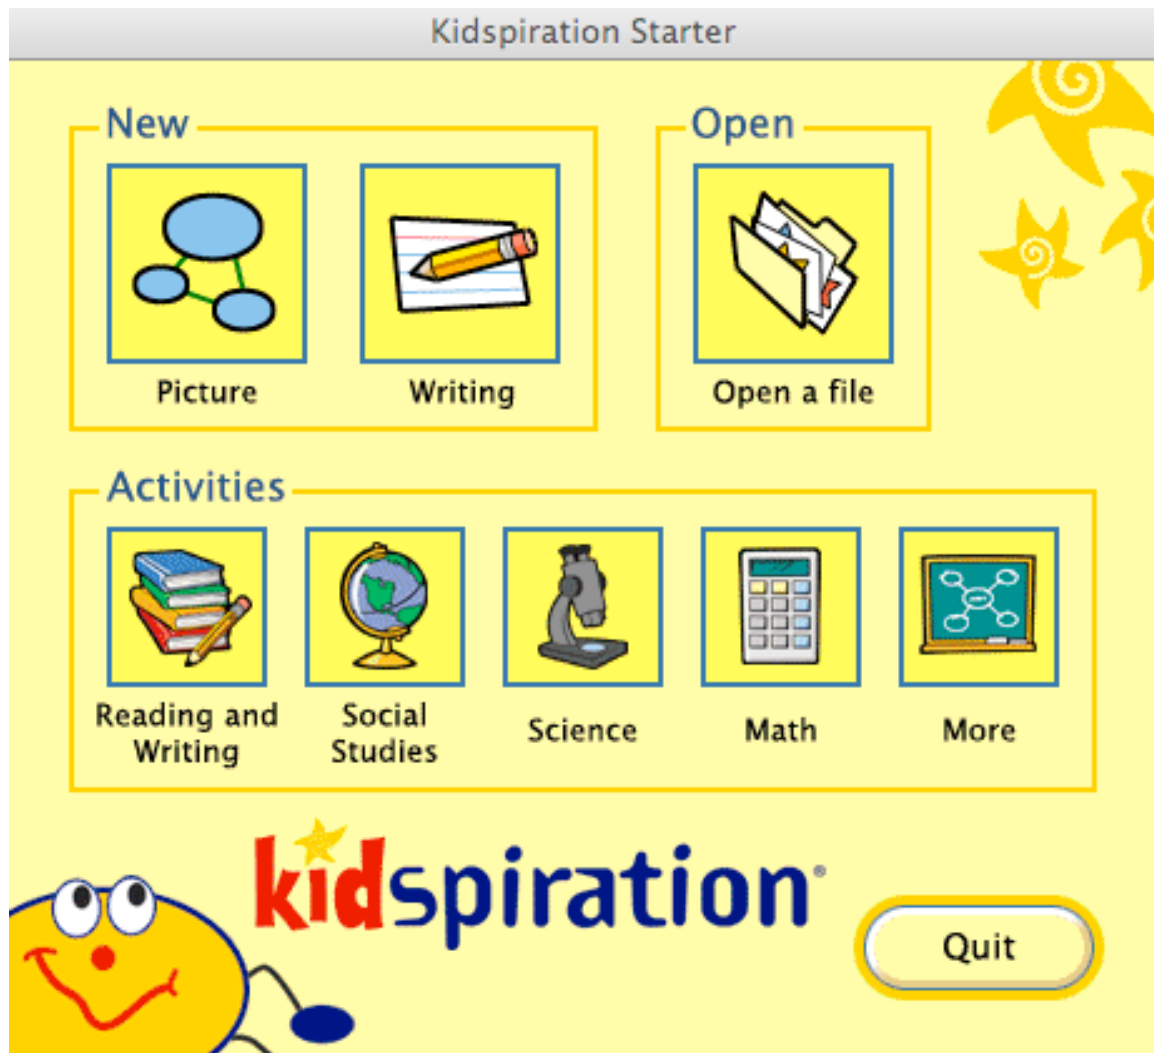 Kidspiration Starter
New
Open
Picture
Writing
Open a file
Activities
Reading and
Writing
Social
Studies
Science
Math
More
kidspiration®
Quit